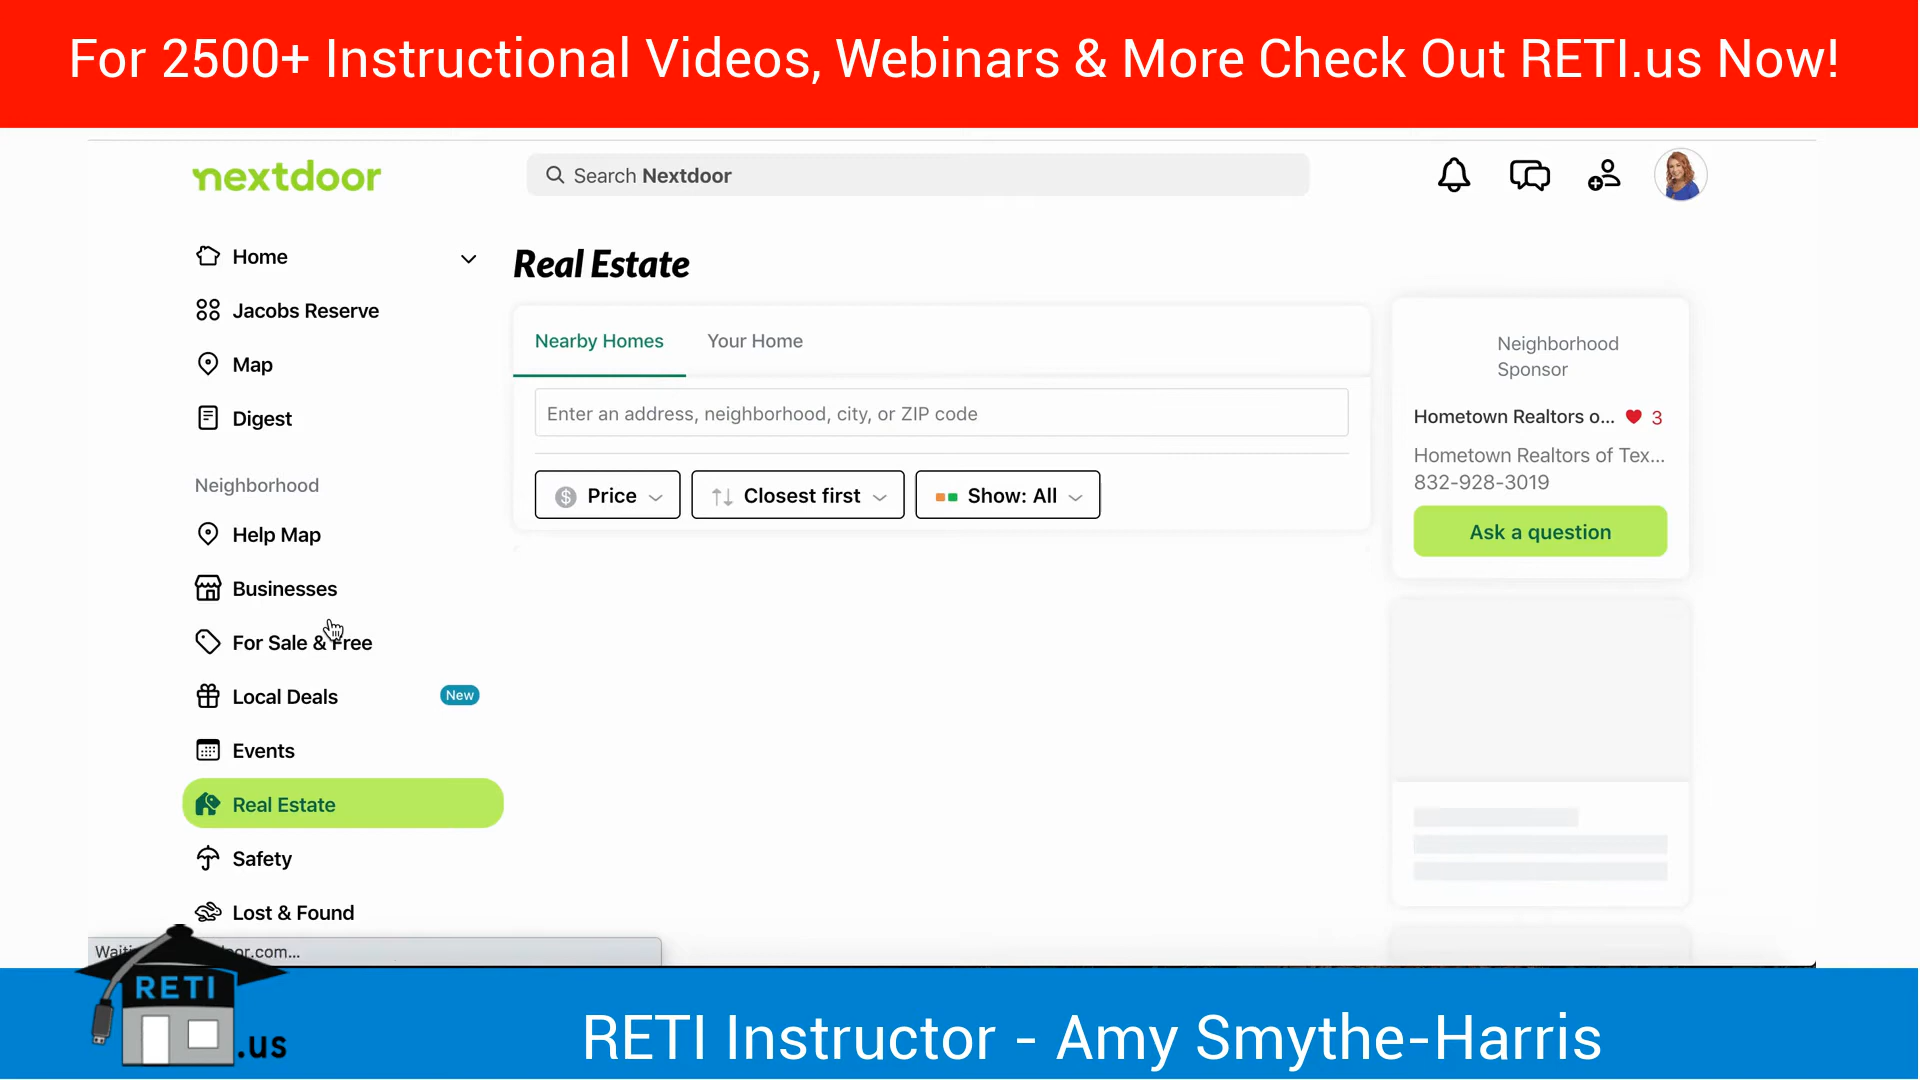 For 2500+ Instructional Videos, Webinars & More Check Out RETI.us Now!
nextdoor
Search Nextdoor
Home
Jacobs Reserve
Map
Digest
Neighborhood
Help Map
Businesses
For Sale & Free
Local Deals
New
Events
Real Estate
Safety
Lost & Found
Real Estate
Nearby Homes
Your Home
Enter an address, neighborhood, city, or ZIP code
Price
Closest first
Show: All
Neighborhood
Sponsor
Hometown Realtors o... 3
Hometown Realtors of Tex...
832-928-3019
Ask a question
RETI
.us
RETI Instructor - Amy Smythe-Harris